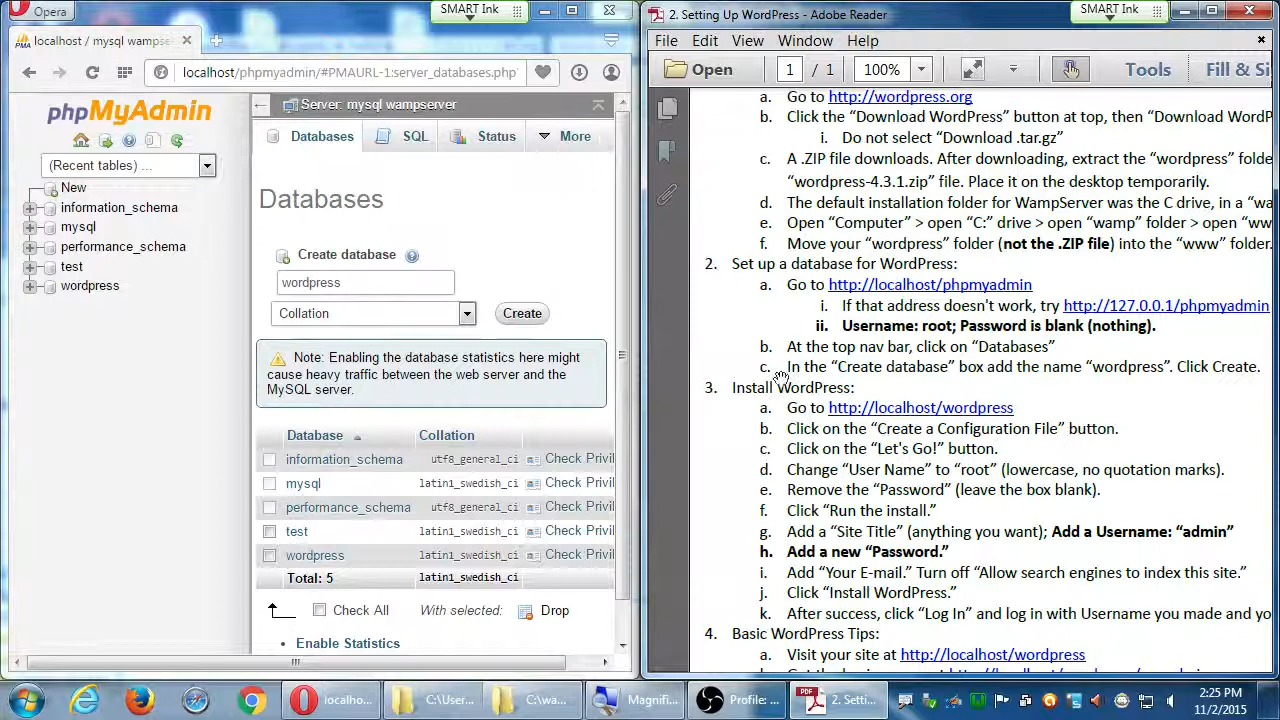 Opera
SMART Ink
localhost / mysql wampse
localhost/phpmyadmin/#PMAURL-1:server_databases.php'
phpMyAdmin
(Recent tables) ...
New
information_schema
mysql
performance_schema
test
wordpress
Server: mysql wampserver
Databases
SQL
Status
More
Databases
Create database
wordpress
Collation
Create
Note: Enabling the database statistics here might
cause heavy traffic between the web server and the
MySQL server.
Database Collation
information_schema utf8_general_ci Check Privil
mysql latin1_swedish_ci Check Privil
performance_schema utf8_general_ci Check Privil
test latin1_swedish_ci Check Privil
wordpress latin1_swedish_ci Check Privil
Total: 5 latin1_swedish_ci
Check All With selected: Drop
Enable Statistics
2. Setting Up WordPress - Adobe Reader
SMART Ink
File Edit View Window Help
Open 1 / 1 100% Tools Fill & Si
a. Go to http://wordpress.org
b. Click the “Download WordPress” button at top, then “Download WordP
i. Do not select “Download .tar.gz”
c. A .ZIP file downloads. After downloading, extract the “wordpress” folde
“wordpress-4.3.1.zip” file. Place it on the desktop temporarily.
d. The default installation folder for WampServer was the C drive, in a “wa
e. Open “Computer” > open “C:” drive > open “wamp” folder > open “ww
f. Move your “wordpress” folder (not the .ZIP file) into the “www” folder.
2. Set up a database for WordPress:
a. Go to http://localhost/phpmyadmin
i. If that address doesn't work, try http://127.0.0.1/phpmyadmin
ii. Username: root; Password is blank (nothing).
b. At the top nav bar, click on “Databases”
c. In the “Create database” box add the name “wordpress”. Click Create.
3. Install WordPress:
a. Go to http://localhost/wordpress
b. Click on the “Create a Configuration File” button.
c. Click on the “Let's Go!” button.
d. Change “User Name” to “root” (lowercase, no quotation marks).
e. Remove the “Password” (leave the box blank).
f. Click “Run the install.”
g. Add a “Site Title” (anything you want); Add a Username: “admin”
h. Add a new “Password.”
i. Add “Your E-mail.” Turn off “Allow search engines to index this site.”
j. Click “Install WordPress.”
k. After success, click “Log In” and log in with Username you made and yo
4. Basic WordPress Tips:
a. Visit your site at http://localhost/wordpress
localho...
C:\User...
C:\wa...
Magnifi...
Profile: ...
2. Setti...
2:25 PM
11/2/2015